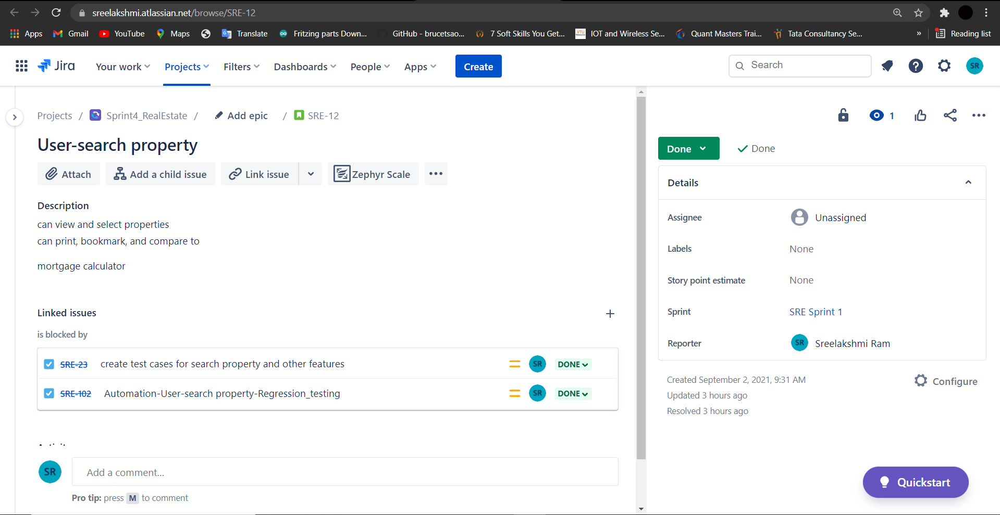 sreelakshmi.atlassian.net/browse/SRE-12
Apps Gmail YouTube Maps Translate Fritzing parts Down... GitHub - brucetsao... 7 Soft Skills You Get... IOT and Wireless Se... Quant Masters Trai... Tata Consultancy Se... » Reading list
Jira Your work Projects Filters Dashboards People Apps Create Search SR
Projects / Sprint4_RealEstate / Add epic / SRE-12
1
User-search property
Attach Add a child issue Link issue Zephyr Scale
Description
can view and select properties
can print, bookmark, and compare to
mortgage calculator
Linked issues
is blocked by
SRE-23 create test cases for search property and other features SR DONE
SRE-102 Automation-User-search property-Regression_testing SR DONE
SR Add a comment...
Pro tip: press M to comment
Done Done
Details
Assignee Unassigned
Labels None
Story point estimate None
Sprint SRE Sprint 1
Reporter SR Sreelakshmi Ram
Created September 2, 2021, 9:31 AM
Updated 3 hours ago
Resolved 3 hours ago
Configure
Quickstart